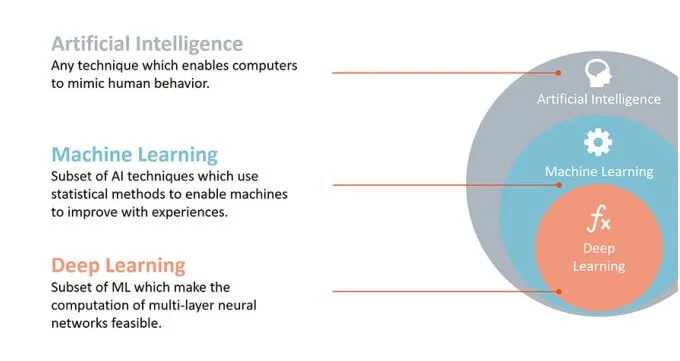 Artificial Intelligence
Any technique which enables computers
to mimic human behavior.
Machine Learning
Subset of AI techniques which use
statistical methods to enable machines
to improve with experiences.
Deep Learning
Subset of ML which make the
computation of multi-layer neural
networks feasible.
Artificial Intelligence
Machine Learning
fx
Deep
Learning